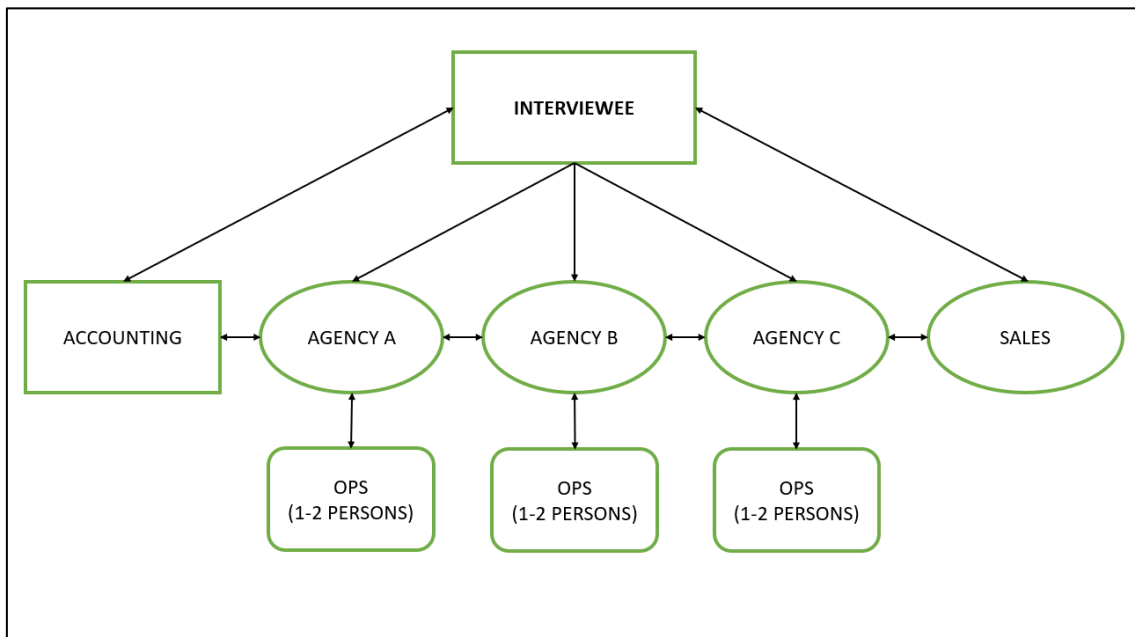 INTERVIEWEE
ACCOUNTING
AGENCY A
AGENCY B
AGENCY C
SALES
OPS
(1-2 PERSONS)
OPS
(1-2 PERSONS)
OPS
(1-2 PERSONS)